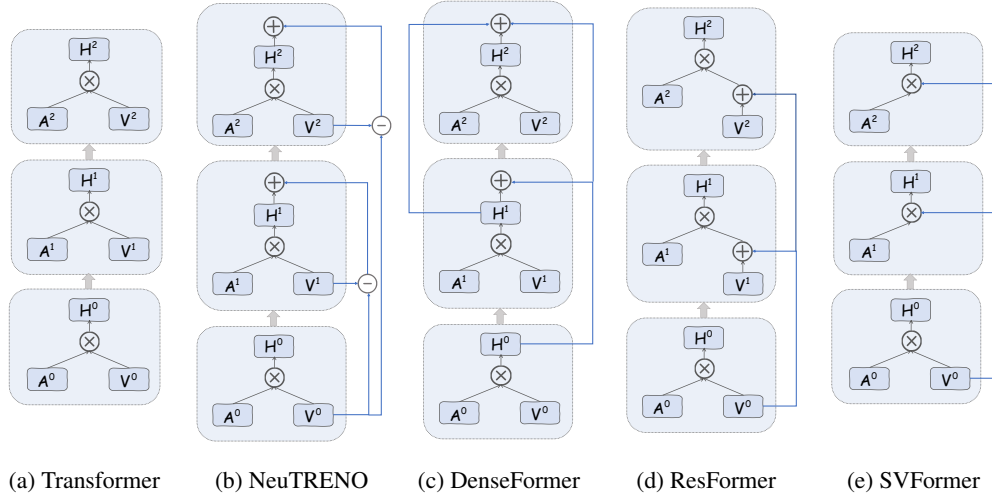 H²
A² V²
H¹
A¹ V¹
H⁰
A⁰ V⁰
(a) Transformer
H²
A² V²
H¹
A¹ V¹
H⁰
A⁰ V⁰
(b) NeuTRENO
H²
A² V²
H¹
A¹ V¹
H⁰
A⁰ V⁰
(c) DenseFormer
H²
A²
V²
H¹
A¹
V¹
H⁰
A⁰ V⁰
(d) ResFormer
H²
A²
H¹
A¹
H⁰
A⁰ V⁰
(e) SVFormer